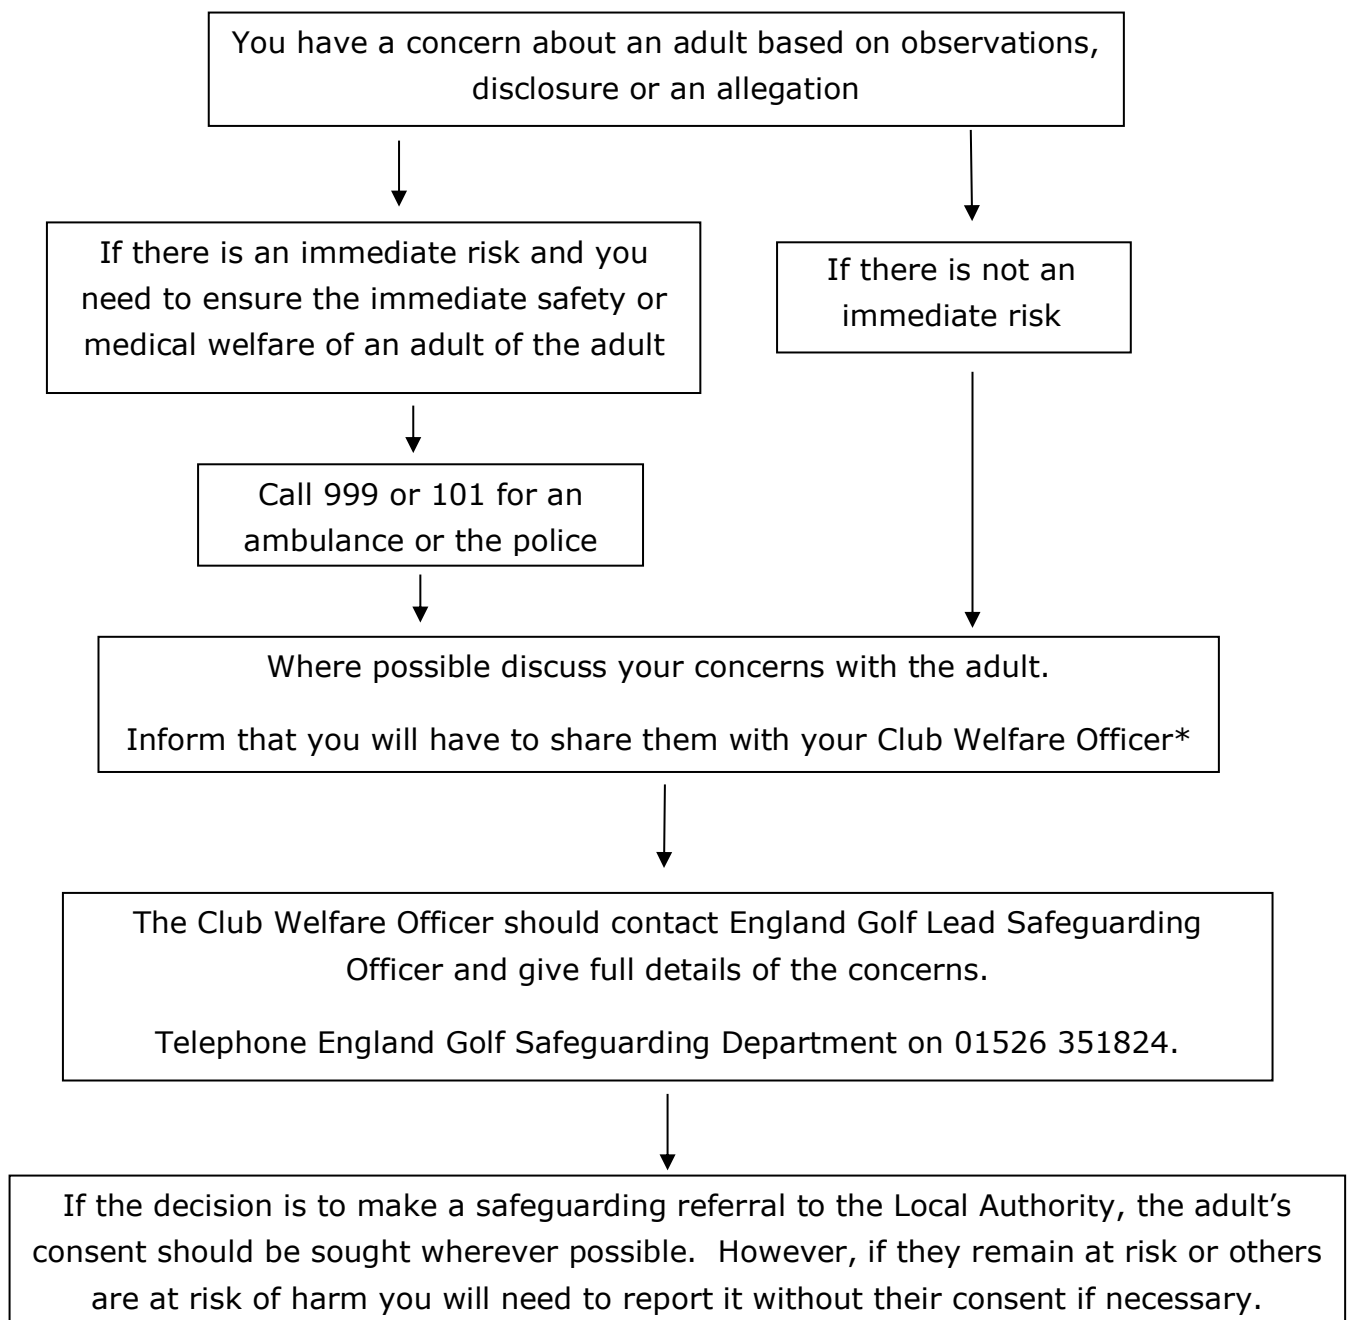 You have a concern about an adult based on observations,
disclosure or an allegation
If there is an immediate risk and you
need to ensure the immediate safety or
medical welfare of an adult of the adult
If there is not an
immediate risk
Call 999 or 101 for an
ambulance or the police
Where possible discuss your concerns with the adult.
Inform that you will have to share them with your Club Welfare Officer*
The Club Welfare Officer should contact England Golf Lead Safeguarding
Officer and give full details of the concerns.
Telephone England Golf Safeguarding Department on 01526 351824.
If the decision is to make a safeguarding referral to the Local Authority, the adult’s
consent should be sought wherever possible.  However, if they remain at risk or others
are at risk of harm you will need to report it without their consent if necessary.